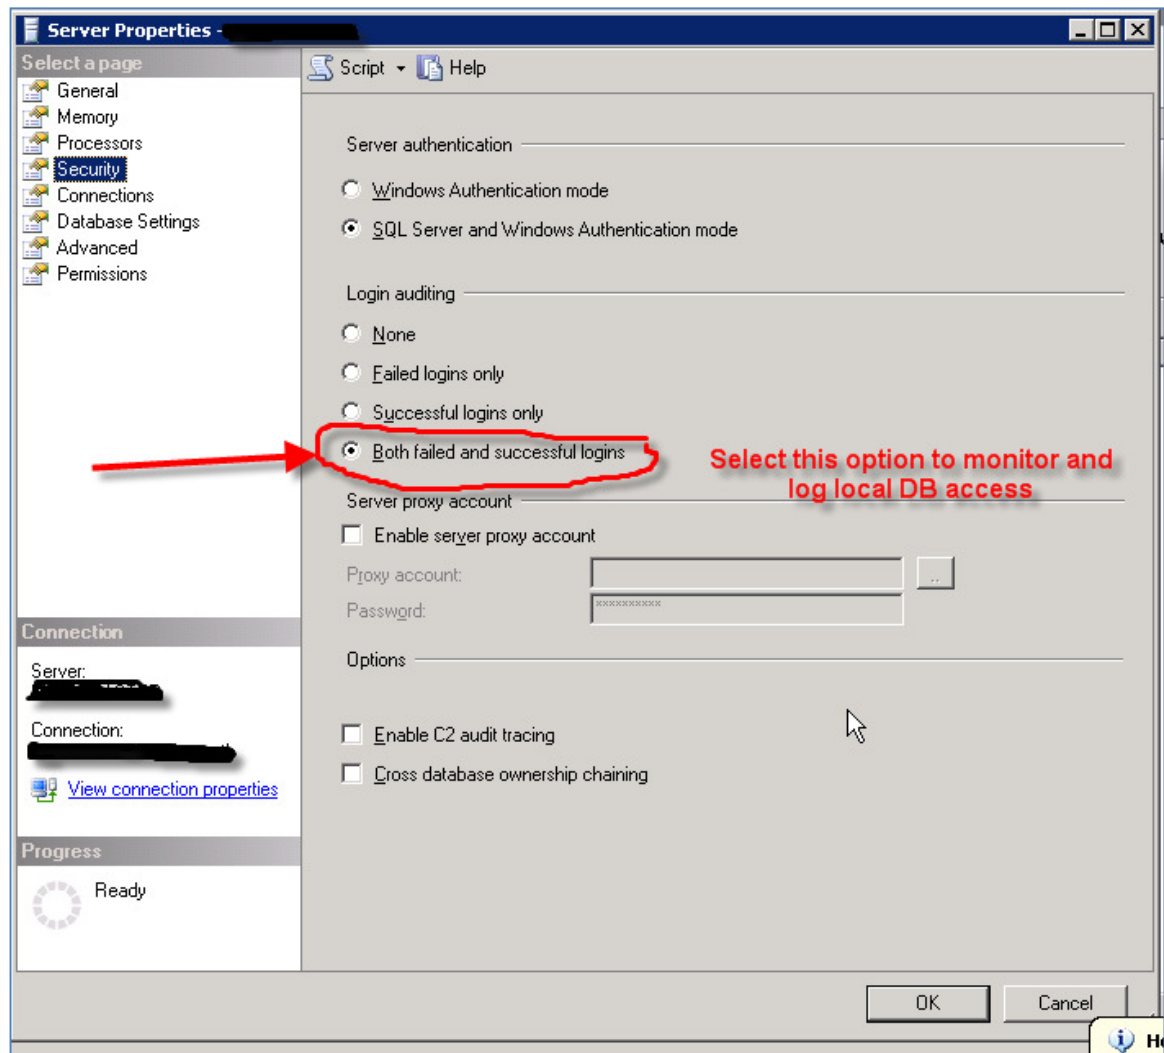 Server Properties -
Select a page
General
Memory
Processors
Security
Connections
Database Settings
Advanced
Permissions
Script
Help
Server authentication
Windows Authentication mode
SQL Server and Windows Authentication mode
Login auditing
None
Failed logins only
Successful logins only
Both failed and successful logins
Select this option to monitor and
log local DB access
Server proxy account
Enable server proxy account
Proxy account:
..
Password:
**********
Options
Enable C2 audit tracing
Cross database ownership chaining
Connection
Server:
Connection:
View connection properties
Progress
Ready
OK
Cancel